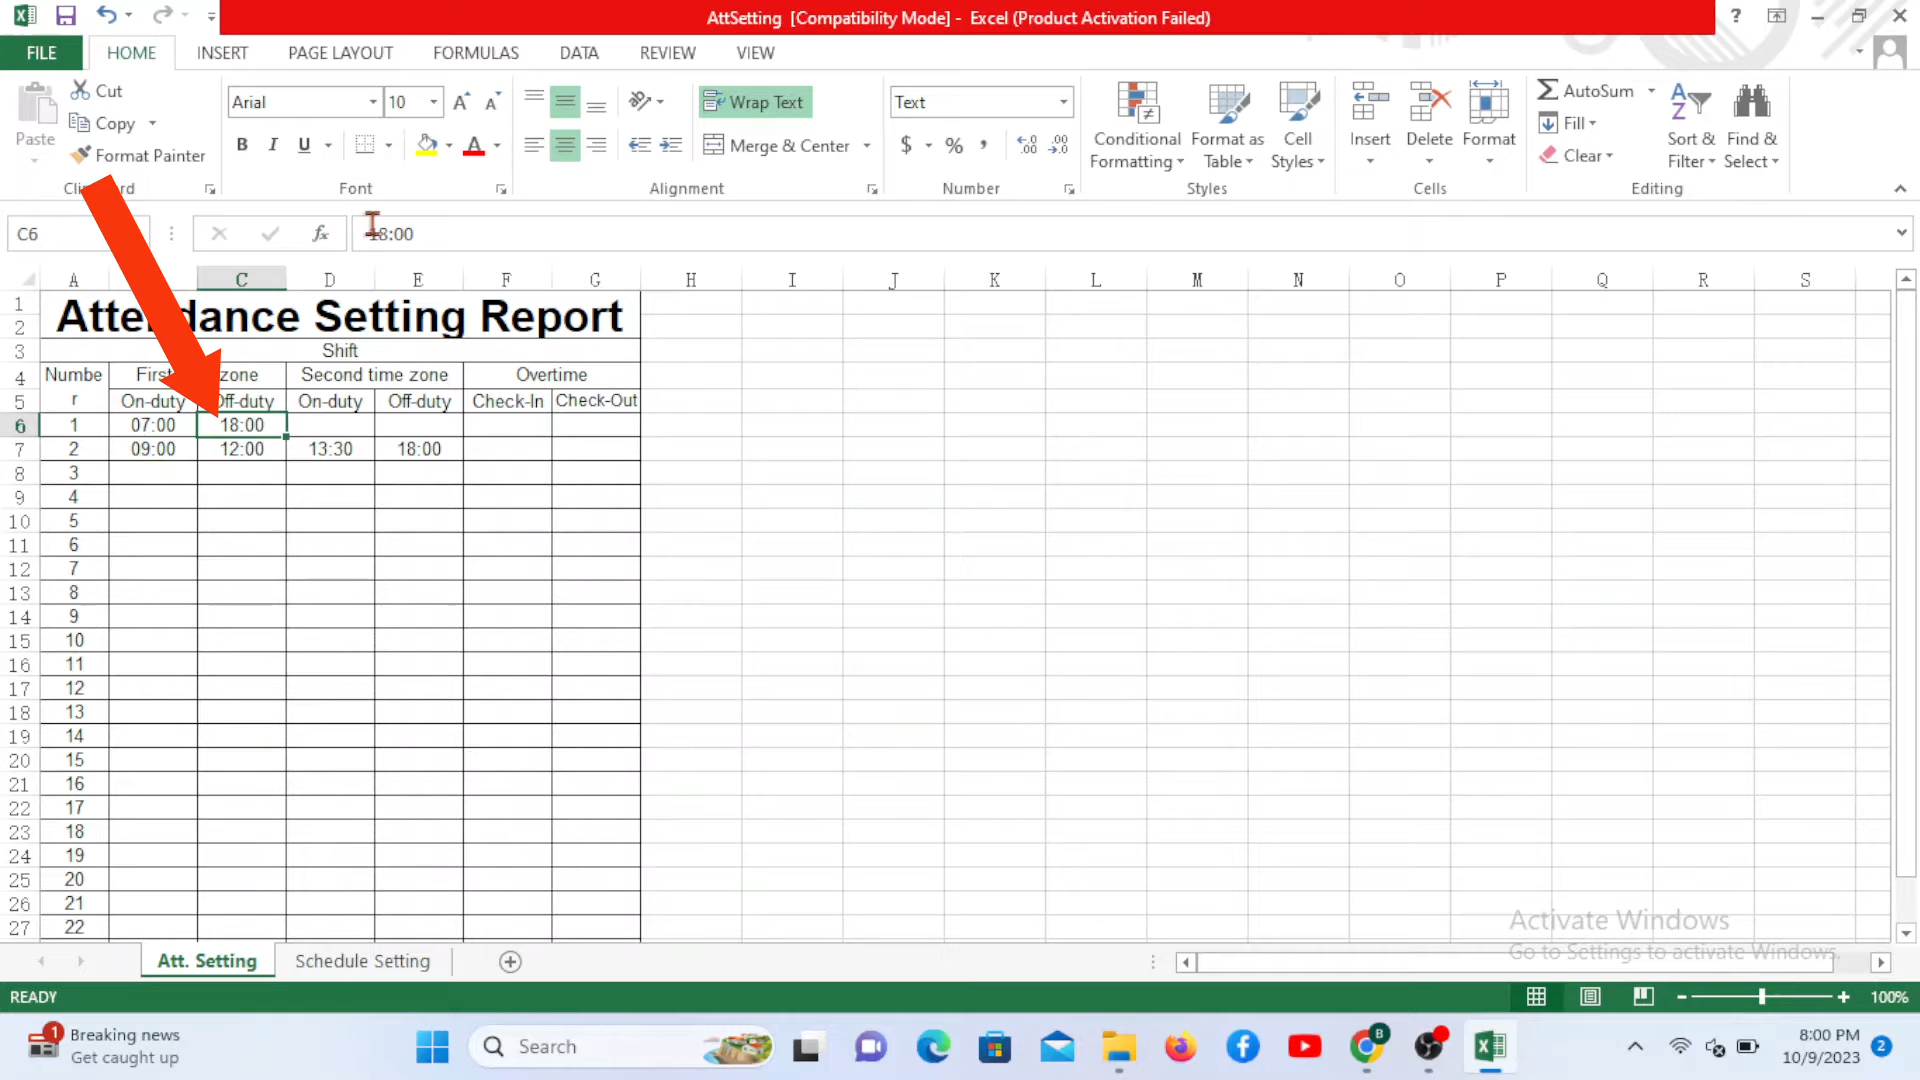 AttSetting [Compatibility Mode] - Excel (Product Activation Failed)
?
FILE HOME INSERT PAGE LAYOUT FORMULAS DATA REVIEW VIEW
Paste
Cut
Copy
Format Painter
Arial 10
B I U A
Wrap Text
Merge & Center
Text
$ % ,
Conditional Formatting
Format as Table
Cell Styles
Insert
Delete
Format
AutoSum
Fill
Clear
Sort & Filter
Find & Select
Font Alignment Number Styles Cells Editing
C6 fx 18:00
A C D E F G H I J K L M N O P Q R S
1
2
Attendance Setting Report
3 Shift
4 Numbe First zone Second time zone Overtime
5 r On-duty Off-duty On-duty Off-duty Check-In Check-Out
6 1 07:00 18:00
7 2 09:00 12:00 13:30 18:00
8 3
9 4
10 5
11 6
12 7
13 8
14 9
15 10
16 11
17 12
18 13
19 14
20 15
21 16
22 17
23 18
24 19
25 20
26 21
27 22
Activate Windows
Go to Settings to activate Windows.
Att. Setting Schedule Setting
READY 100%
1 Breaking news
Get caught up
Search
B
8:00 PM
10/9/2023
2